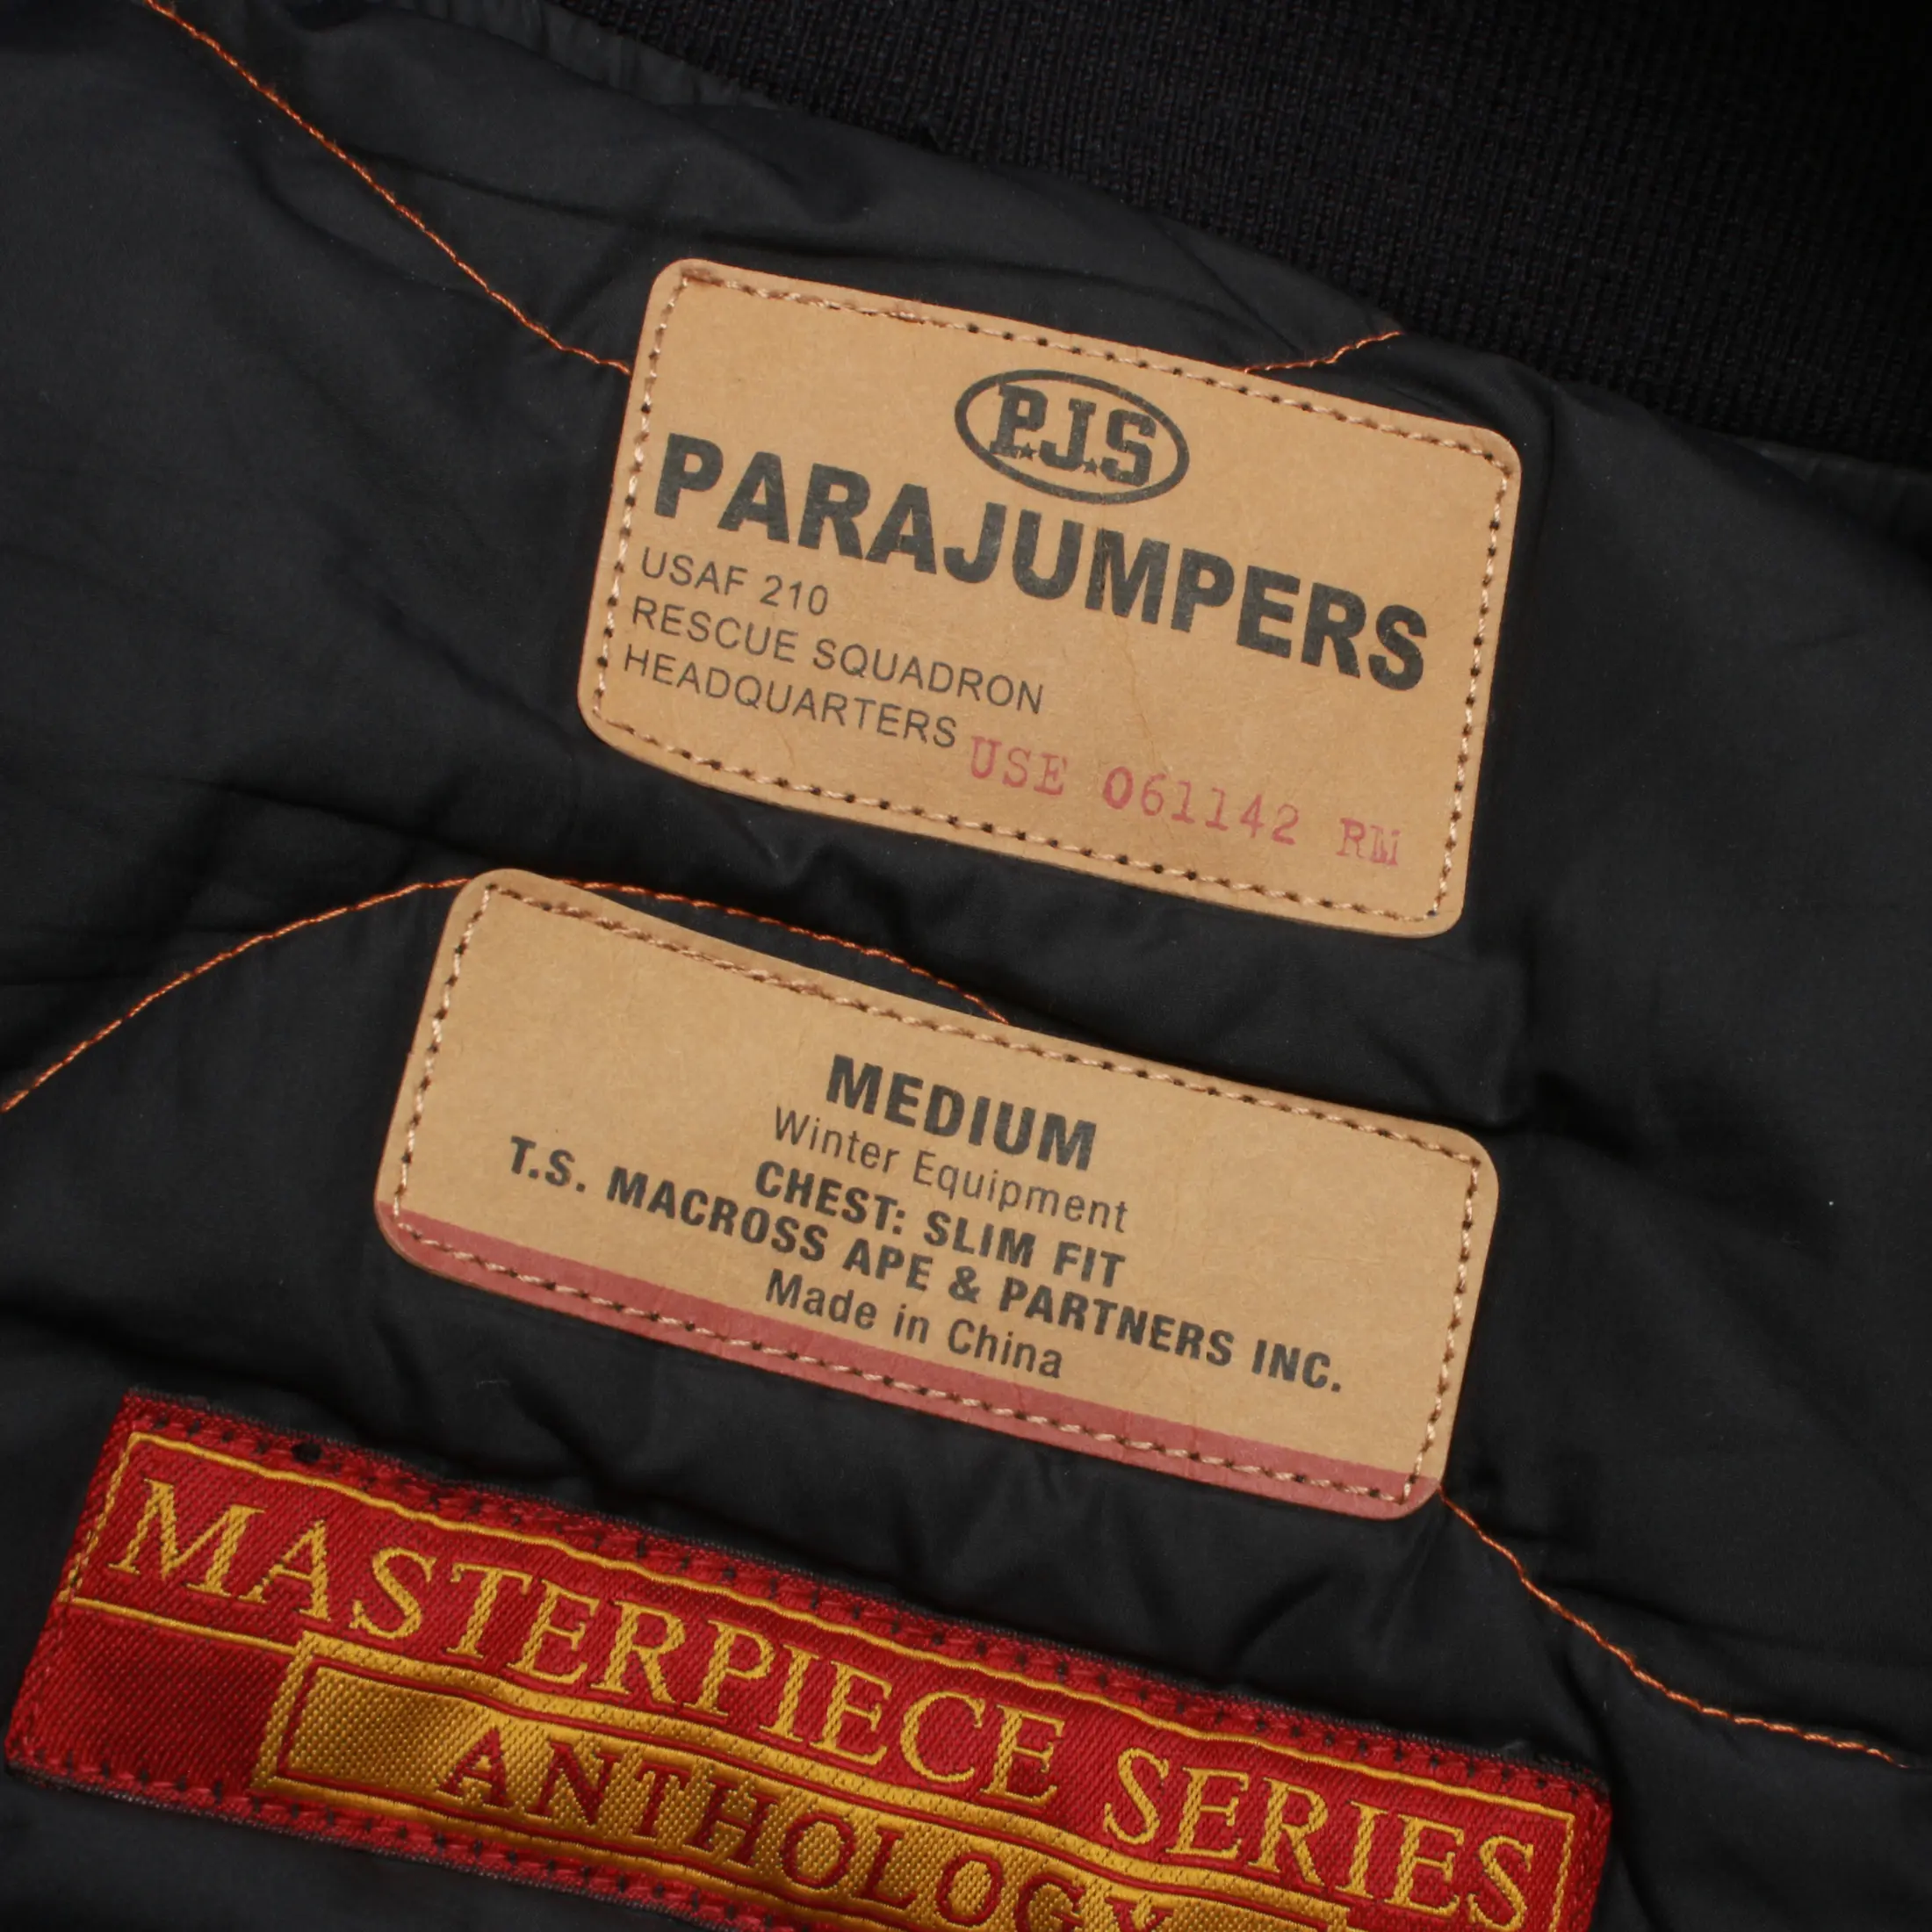 P.J.S
PARAJUMPERS
USAF 210
RESCUE SQUADRON
HEADQUARTERS
USE 061142 RM
MEDIUM
Winter Equipment
CHEST: SLIM FIT
T.S. MACROSS APE & PARTNERS INC.
Made in China
MASTERPIECE SERIES
ANTHOLOGY